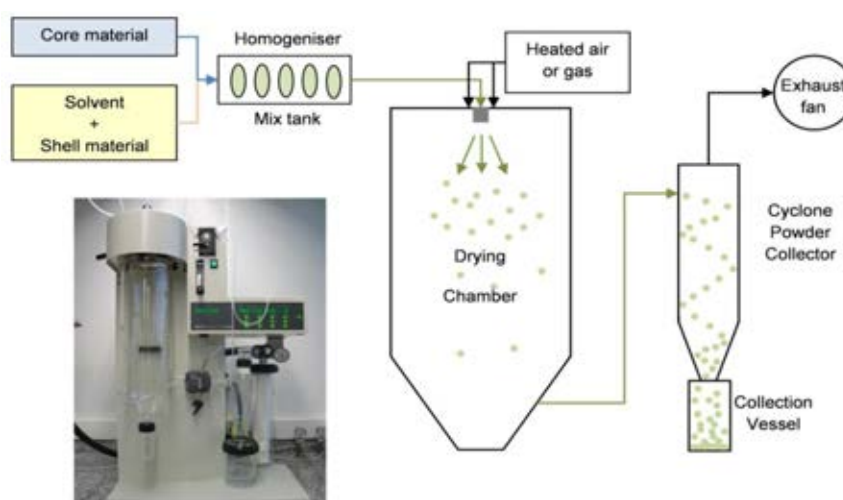 Core material
Solvent
+
Shell material
Homogeniser
Mix tank
Heated air
or gas
Exhaust
fan
Drying
Chamber
Cyclone
Powder
Collector
Collection
Vessel